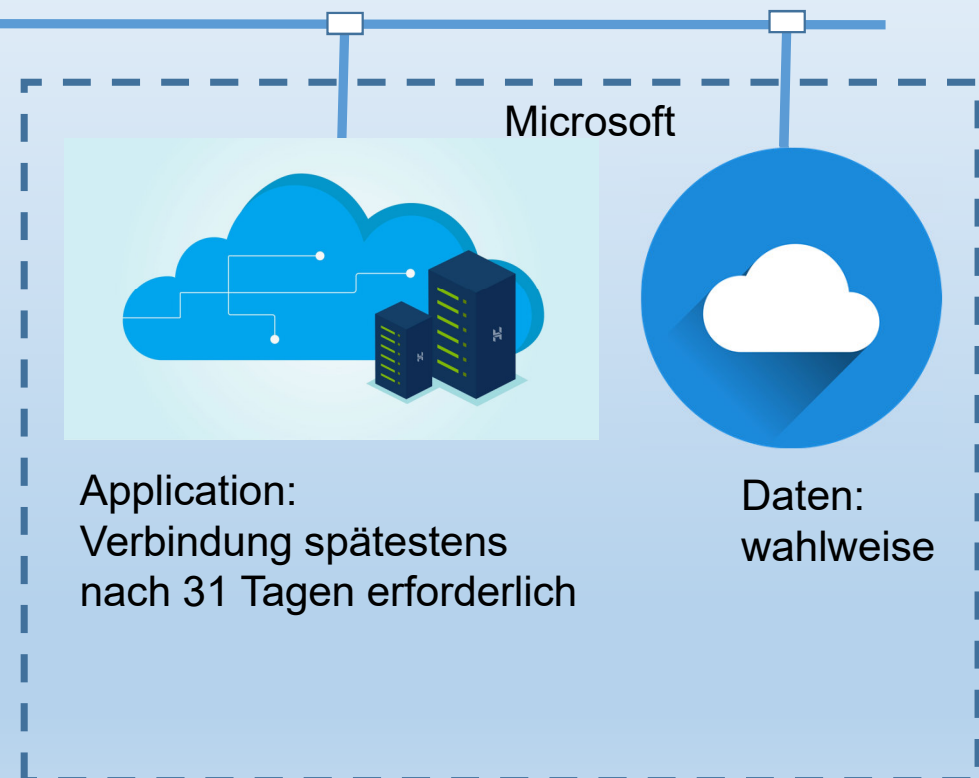 Microsoft
Application:
Verbindung spätestens
nach 31 Tagen erforderlich
Daten:
wahlweise